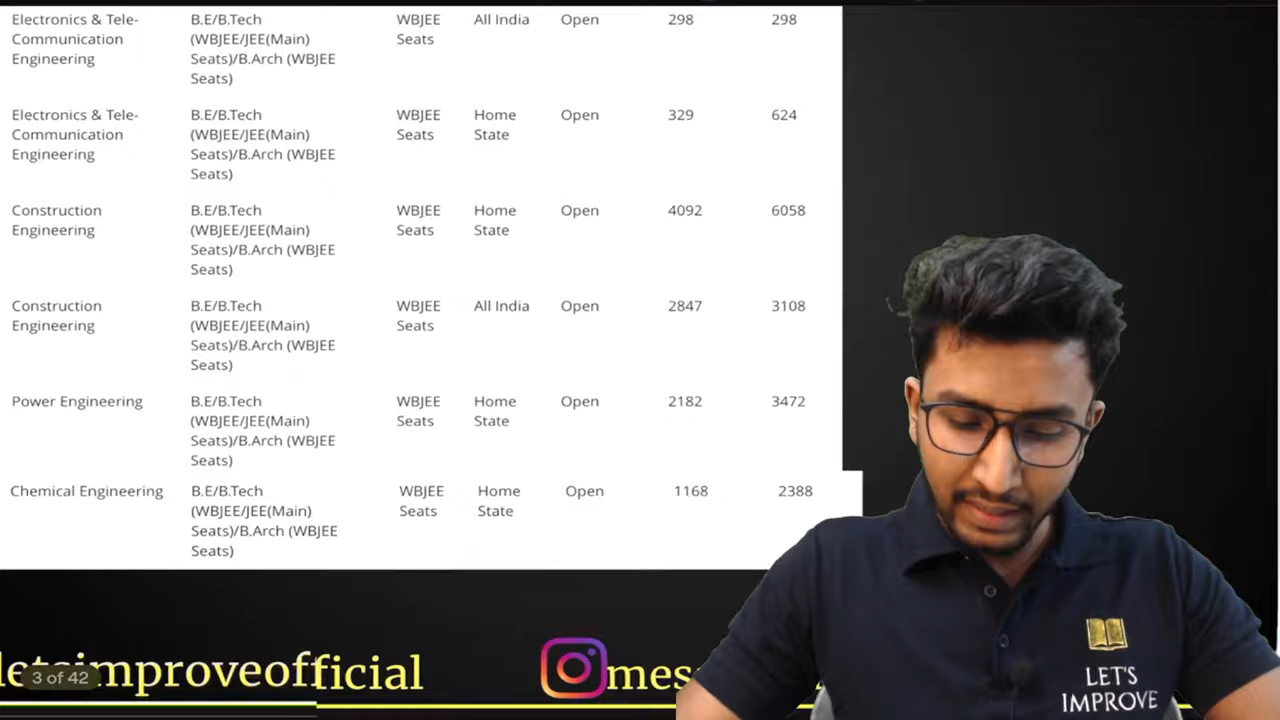 Electronics & Tele- B.E/B.Tech WBJEE All India Open 298 298
Communication (WBJEE/JEE(Main) Seats
Engineering Seats)/B.Arch (WBJEE
Seats)
Electronics & Tele- B.E/B.Tech WBJEE Home Open 329 624
Communication (WBJEE/JEE(Main) Seats State
Engineering Seats)/B.Arch (WBJEE
Seats)
Construction B.E/B.Tech WBJEE Home Open 4092 6058
Engineering (WBJEE/JEE(Main) Seats State
Seats)/B.Arch (WBJEE
Seats)
Construction B.E/B.Tech WBJEE All India Open 2847 3108
Engineering (WBJEE/JEE(Main) Seats
Seats)/B.Arch (WBJEE
Seats)
Power Engineering B.E/B.Tech WBJEE Home Open 2182 3472
(WBJEE/JEE(Main) Seats State
Seats)/B.Arch (WBJEE
Seats)
Chemical Engineering B.E/B.Tech WBJEE Home Open 1168 2388
(WBJEE/JEE(Main) Seats State
Seats)/B.Arch (WBJEE
Seats)
letsimproveofficial mes
3 of 42
LET'S
IMPROVE